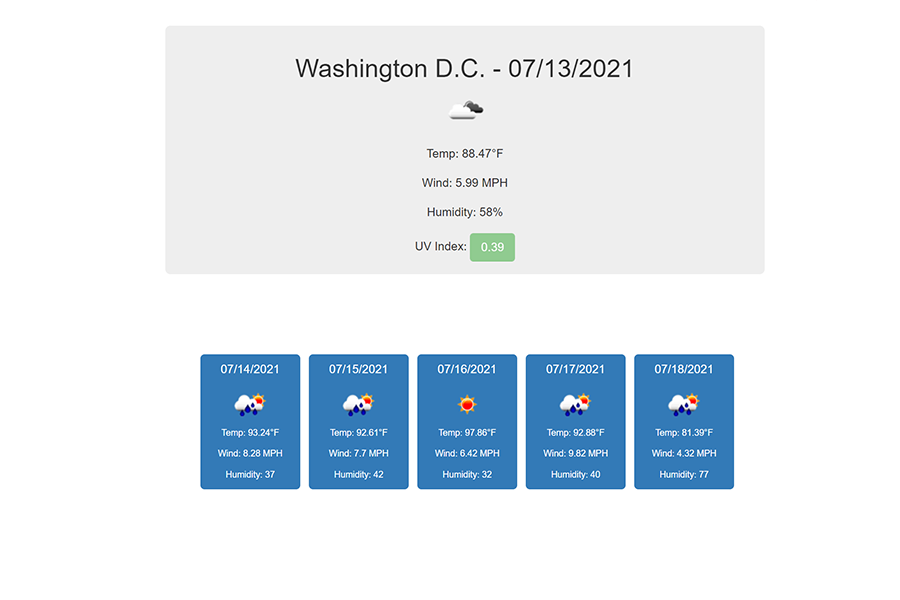 Washington D.C. - 07/13/2021
Temp: 88.47°F
Wind: 5.99 MPH
Humidity: 58%
UV Index: 0.39
07/14/2021
Temp: 93.24°F
Wind: 8.28 MPH
Humidity: 37
07/15/2021
Temp: 92.61°F
Wind: 7.7 MPH
Humidity: 42
07/16/2021
Temp: 97.86°F
Wind: 6.42 MPH
Humidity: 32
07/17/2021
Temp: 92.88°F
Wind: 9.82 MPH
Humidity: 40
07/18/2021
Temp: 81.39°F
Wind: 4.32 MPH
Humidity: 77